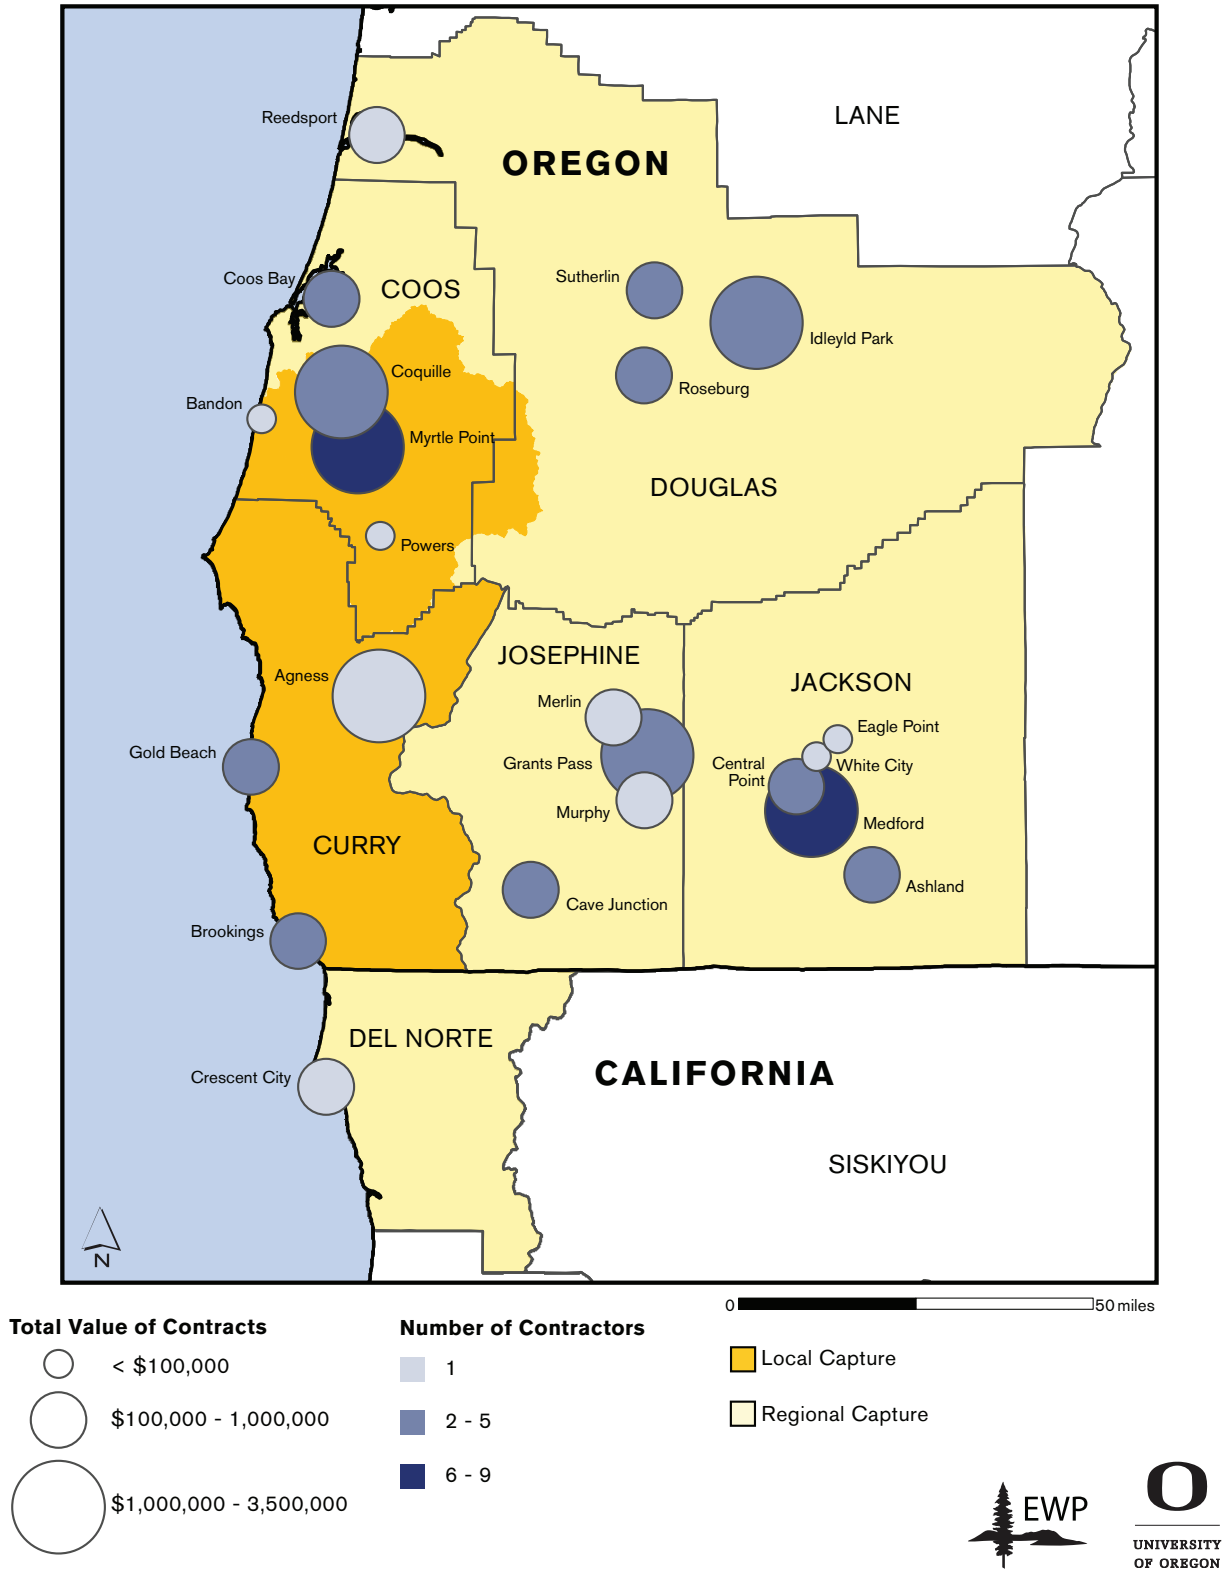 LANE
Reedsport
OREGON
Coos Bay
COOS
Sutherlin
Idleyld Park
Coquille
Roseburg
Bandon
Myrtle Point
DOUGLAS
Powers
JOSEPHINE
Agness
JACKSON
Merlin
Eagle Point
Gold Beach
Grants Pass
Central
Point
White City
Murphy
Medford
CURRY
Ashland
Cave Junction
Brookings
DEL NORTE
CALIFORNIA
Crescent City
SISKIYOU
N
0
50 miles
Total Value of Contracts
< $100,000
$100,000 - 1,000,000
$1,000,000 - 3,500,000
Number of Contractors
1
2 - 5
6 - 9
Local Capture
Regional Capture
EWP
O
UNIVERSITY
OF OREGON